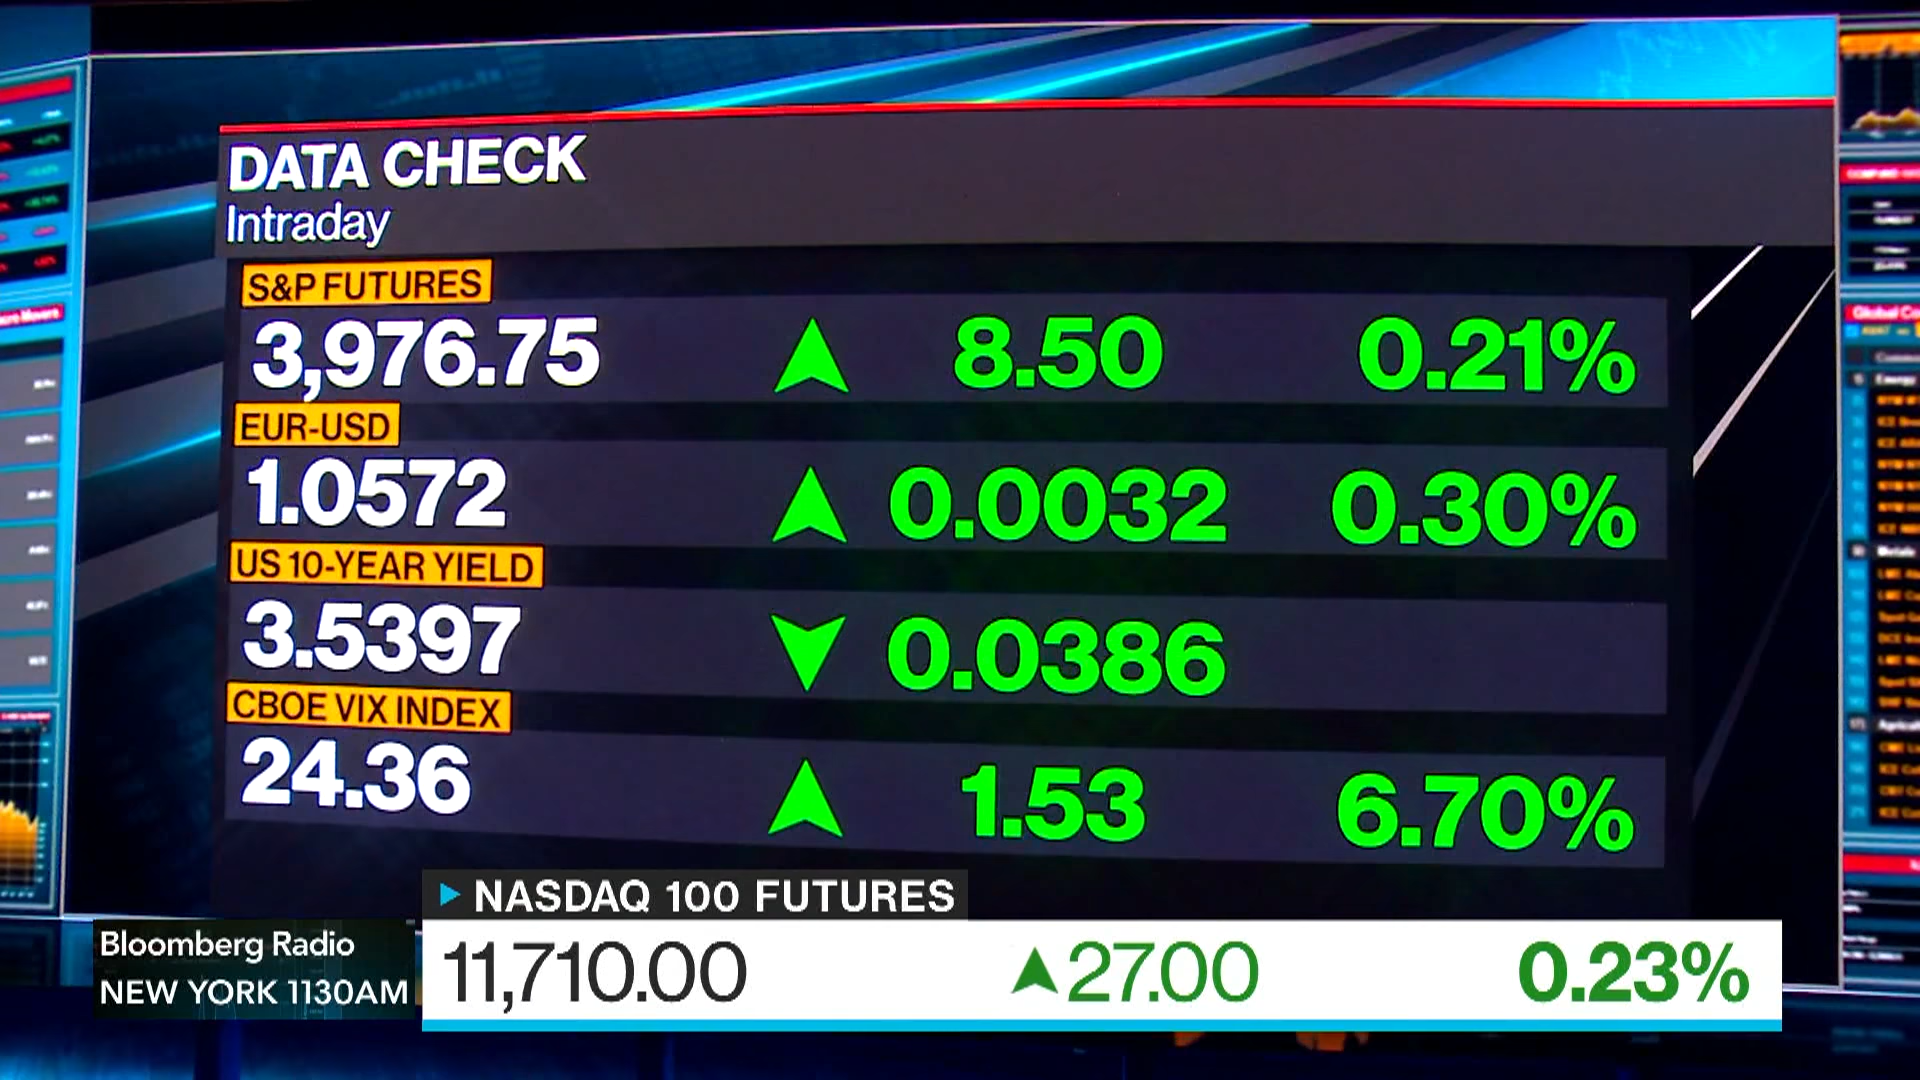 DATA CHECK
Intraday
S&P FUTURES
3,976.75 ▲ 8.50 0.21%
EUR-USD
1.0572 ▲ 0.0032 0.30%
US 10-YEAR YIELD
3.5397 ▼ 0.0386
CBOE VIX INDEX
24.36 ▲ 1.53 6.70%
NASDAQ 100 FUTURES
11,710.00 ▲ 27.00 0.23%
Bloomberg Radio
NEW YORK 1130AM